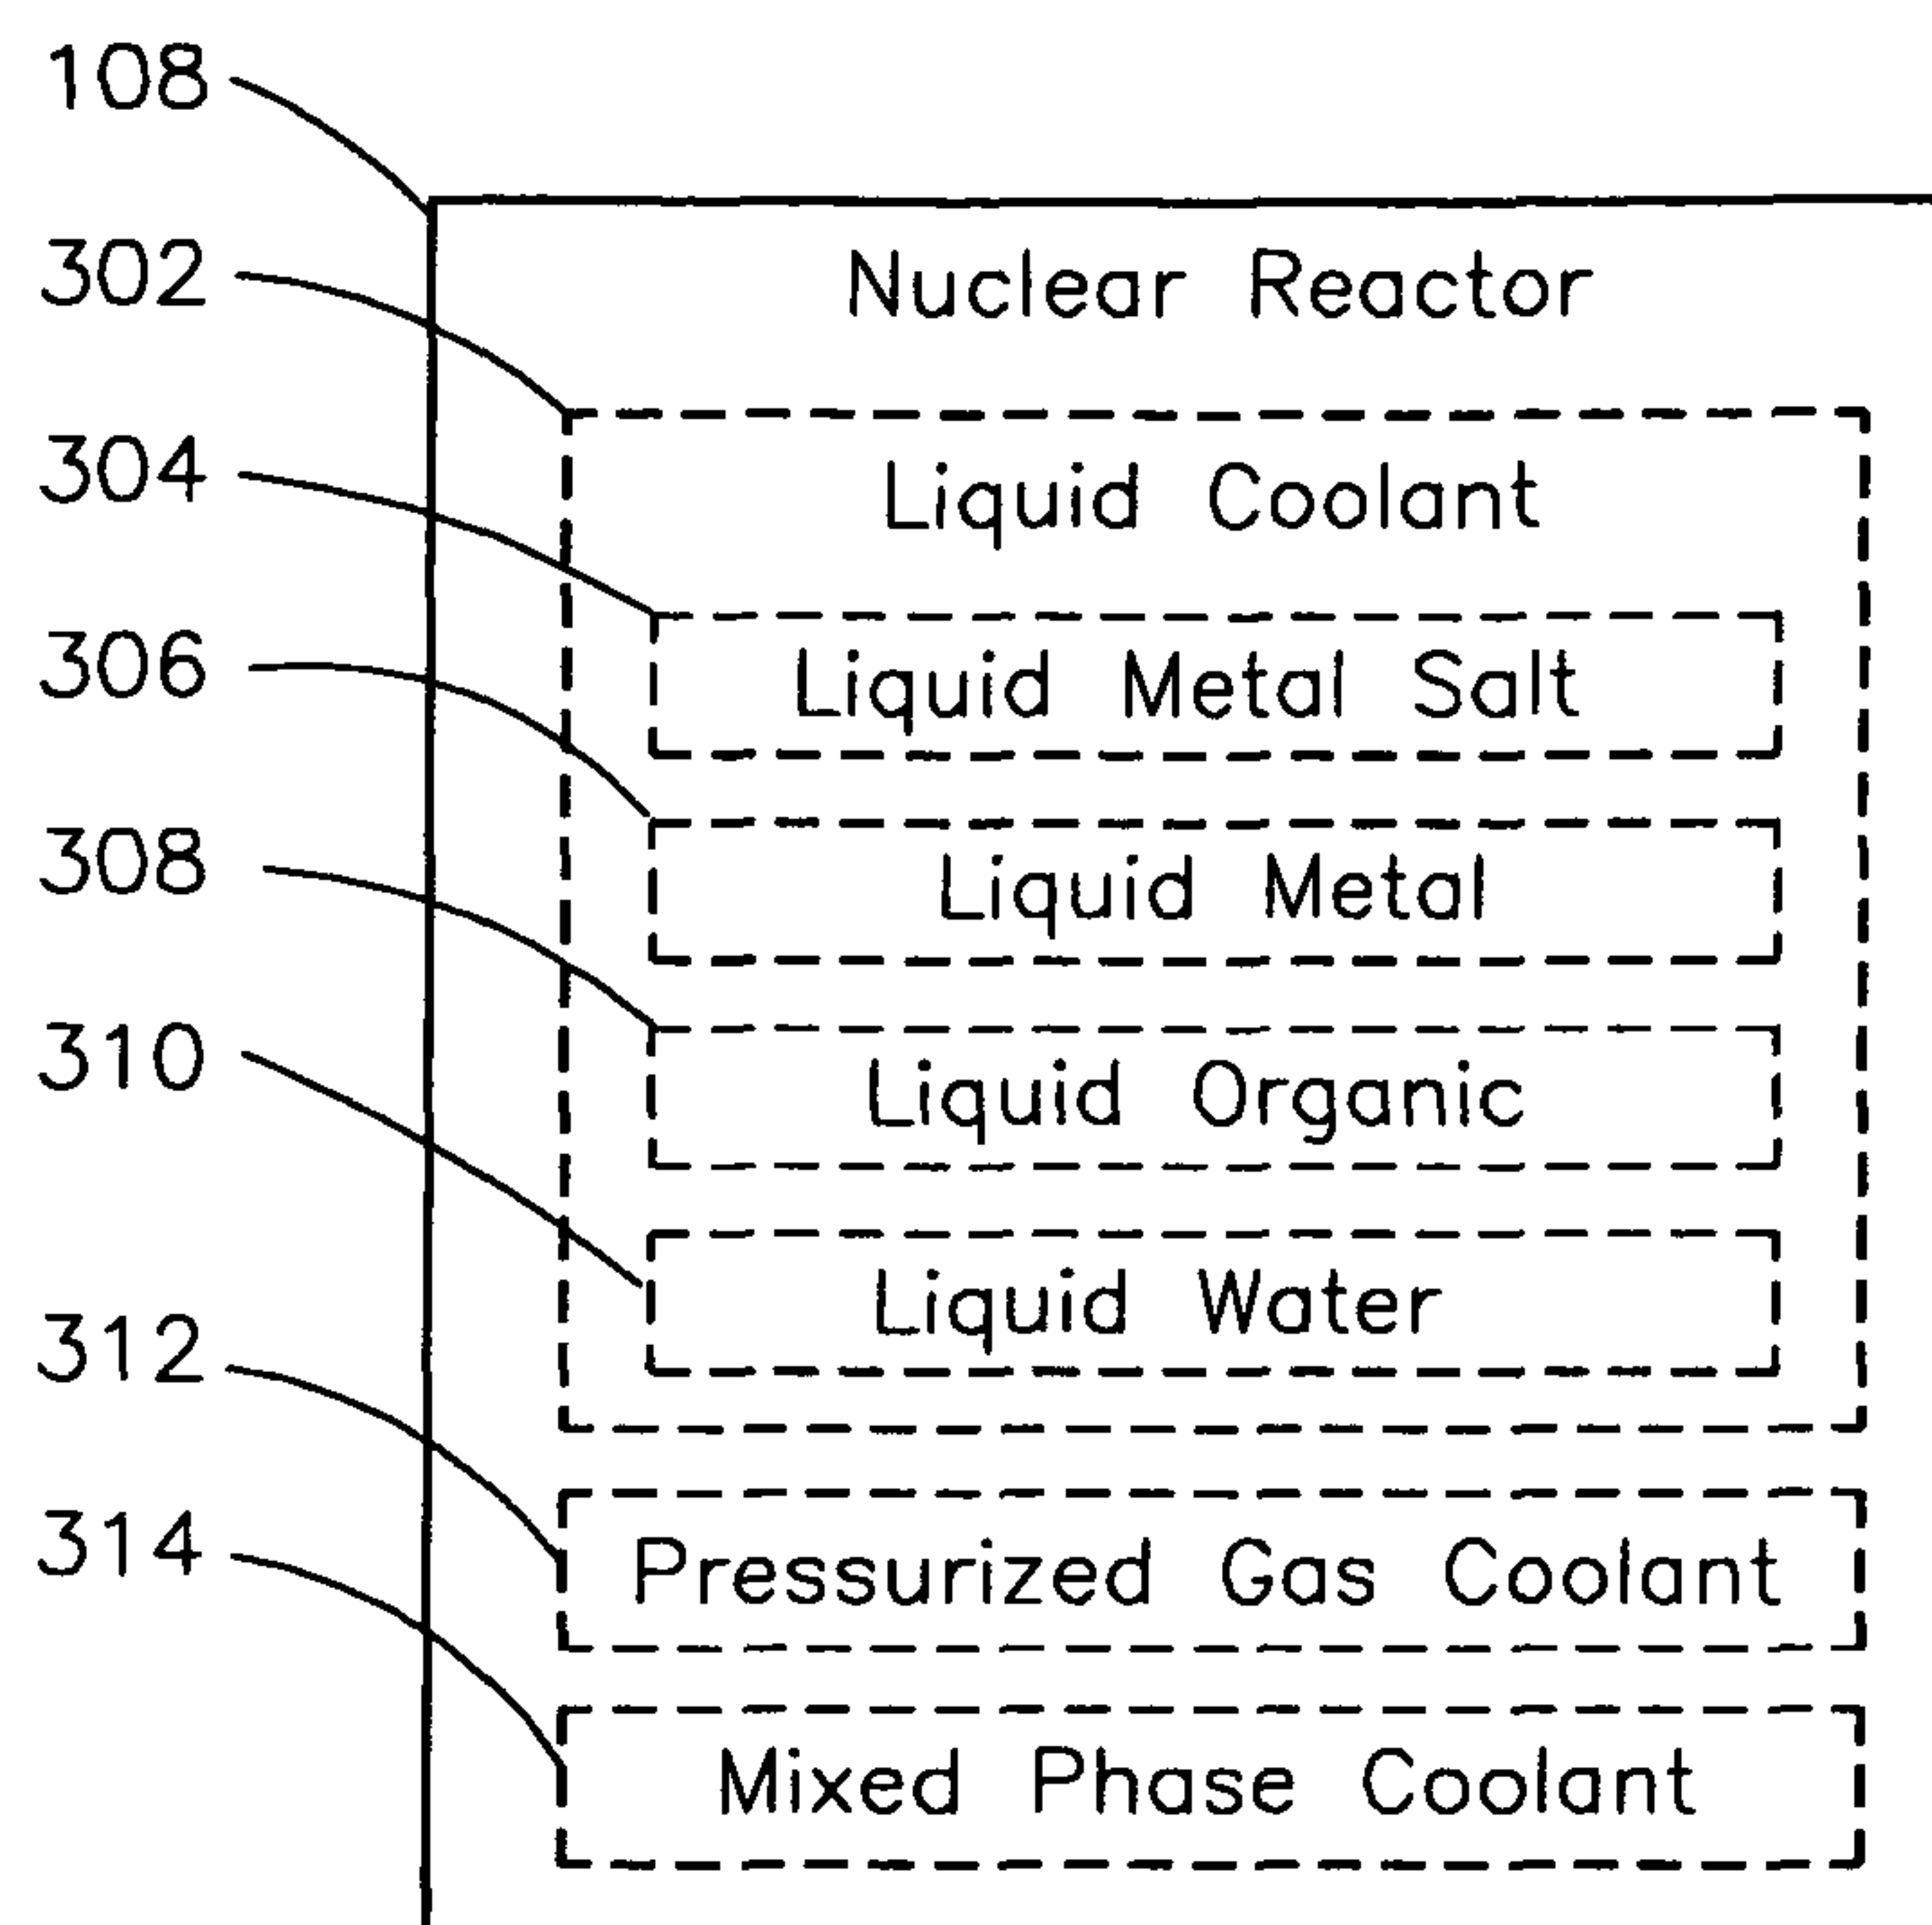 108
302
Nuclear Reactor
304
Liquid Coolant
306
Liquid Metal Salt
308
Liquid Metal
310
Liquid Organic
312
Liquid Water
314
Pressurized Gas Coolant
Mixed Phase Coolant